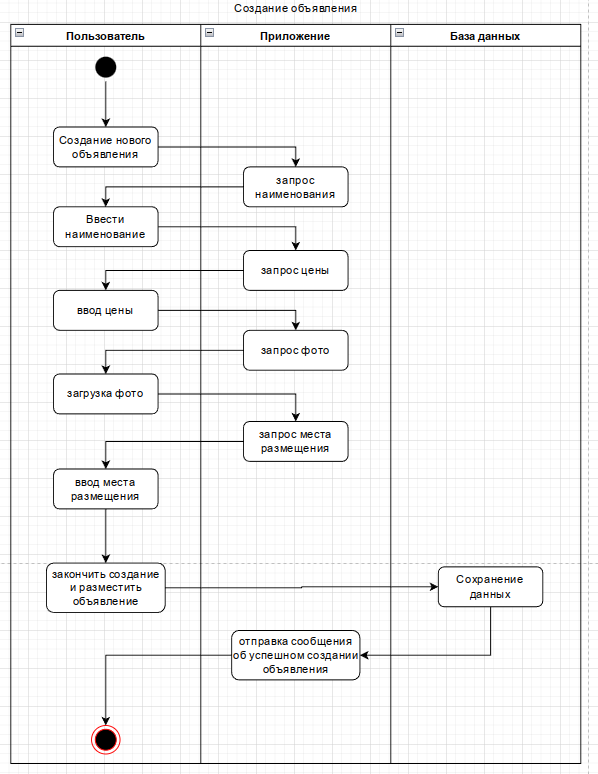 Создание объявления
Пользователь
Приложение
База данных
Создание нового
объявления
запрос
наименования
Ввести
наименование
запрос цены
ввод цены
запрос фото
загрузка фото
запрос места
размещения
ввод места
размещения
закончить создание
и разместить
объявление
Сохранение
данных
отправка сообщения
об успешном создании
объявления